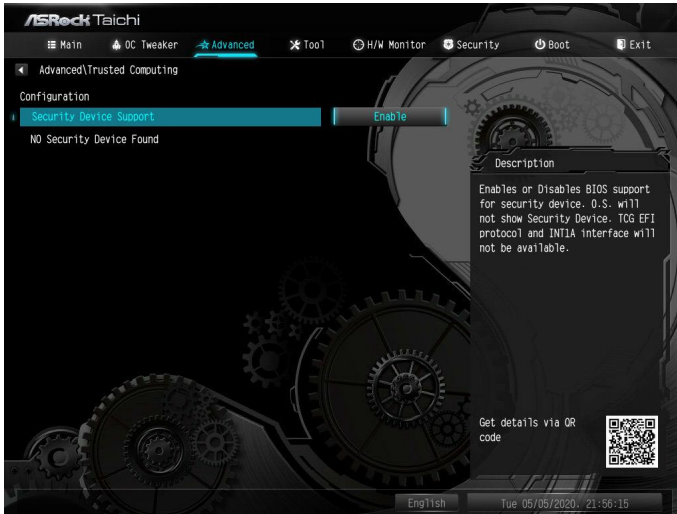 ASRock Taichi
Main OC Tweaker Advanced Tool H/W Monitor Security Boot Exit
Advanced\Trusted Computing
Configuration
Security Device Support Enable
NO Security Device Found
Description
Enables or Disables BIOS support
for security device. O.S. will
not show Security Device. TCG EFI
protocol and INT1A interface will
not be available.
Get details via QR
code
English Tue 05/05/2020. 21:56:15